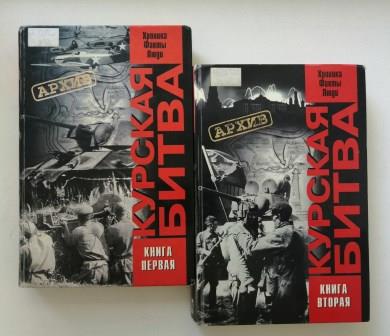 Хроника
Факты
Люди
АРХИВ
КУРСКАЯ
БИТВА
КНИГА
ПЕРВАЯ
Хроника
Факты
Люди
АРХИВ
КУРСКАЯ
БИТВА
КНИГА
ВТОРАЯ